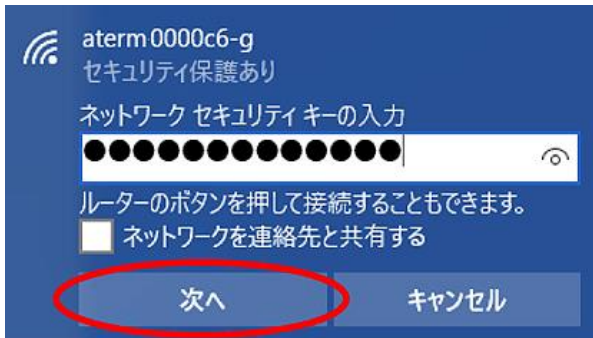 aterm0000c6-g
セキュリティ保護あり
ネットワーク セキュリティ キーの入力
●●●●●●●●●●●●●
ルーターのボタンを押して接続することもできます。
ネットワークを連絡先と共有する
次へ
キャンセル